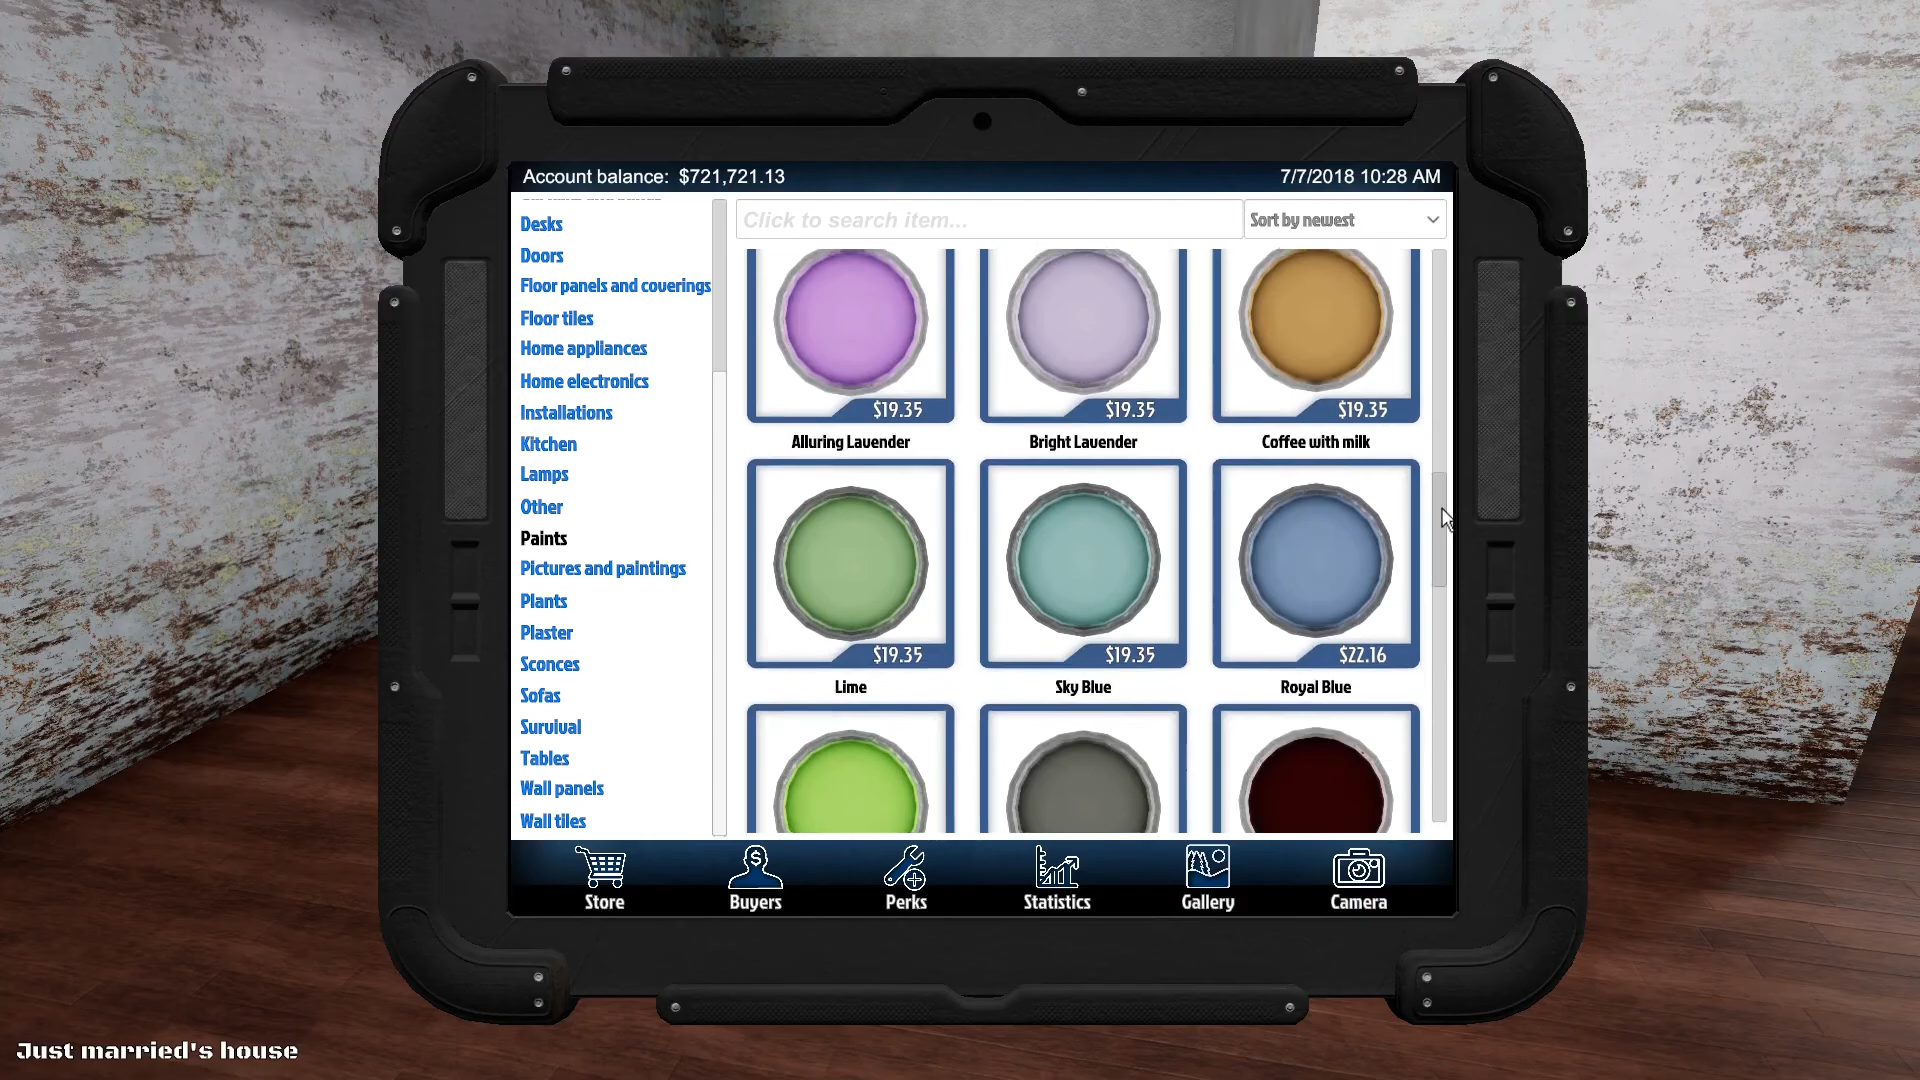 Account balance: $721,721.13
7/7/2018 10:28 AM
Click to search item...
Sort by newest
Desks
Doors
Floor panels and coverings
Floor tiles
Home appliances
Home electronics
Installations
Kitchen
Lamps
Other
Paints
Pictures and paintings
Plants
Plaster
Sconces
Sofas
Survival
Tables
Wall panels
Wall tiles
$19.35
$19.35
$19.35
Alluring Lavender
Bright Lavender
Coffee with milk
$19.35
$19.35
$22.16
Lime
Sky Blue
Royal Blue
Store
Buyers
Perks
Statistics
Gallery
Camera
Just married's house